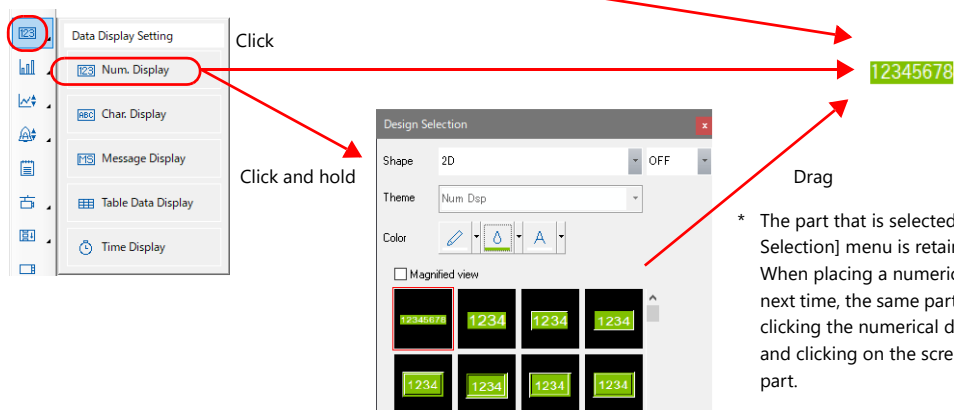 123
Data Display Setting
123 Num. Display
ABC Char. Display
MS Message Display
Table Data Display
Time Display
Click
Click and hold
12345678
Design Selection
x
Shape 2D OFF
Theme Num Dsp
Color A
Magnified view
12345678 1234 1234 1234
1234 1234 1234 1234
Drag
* The part that is selected
Selection] menu is retain
When placing a numeric
next time, the same part
clicking the numerical d
and clicking on the scre
part.